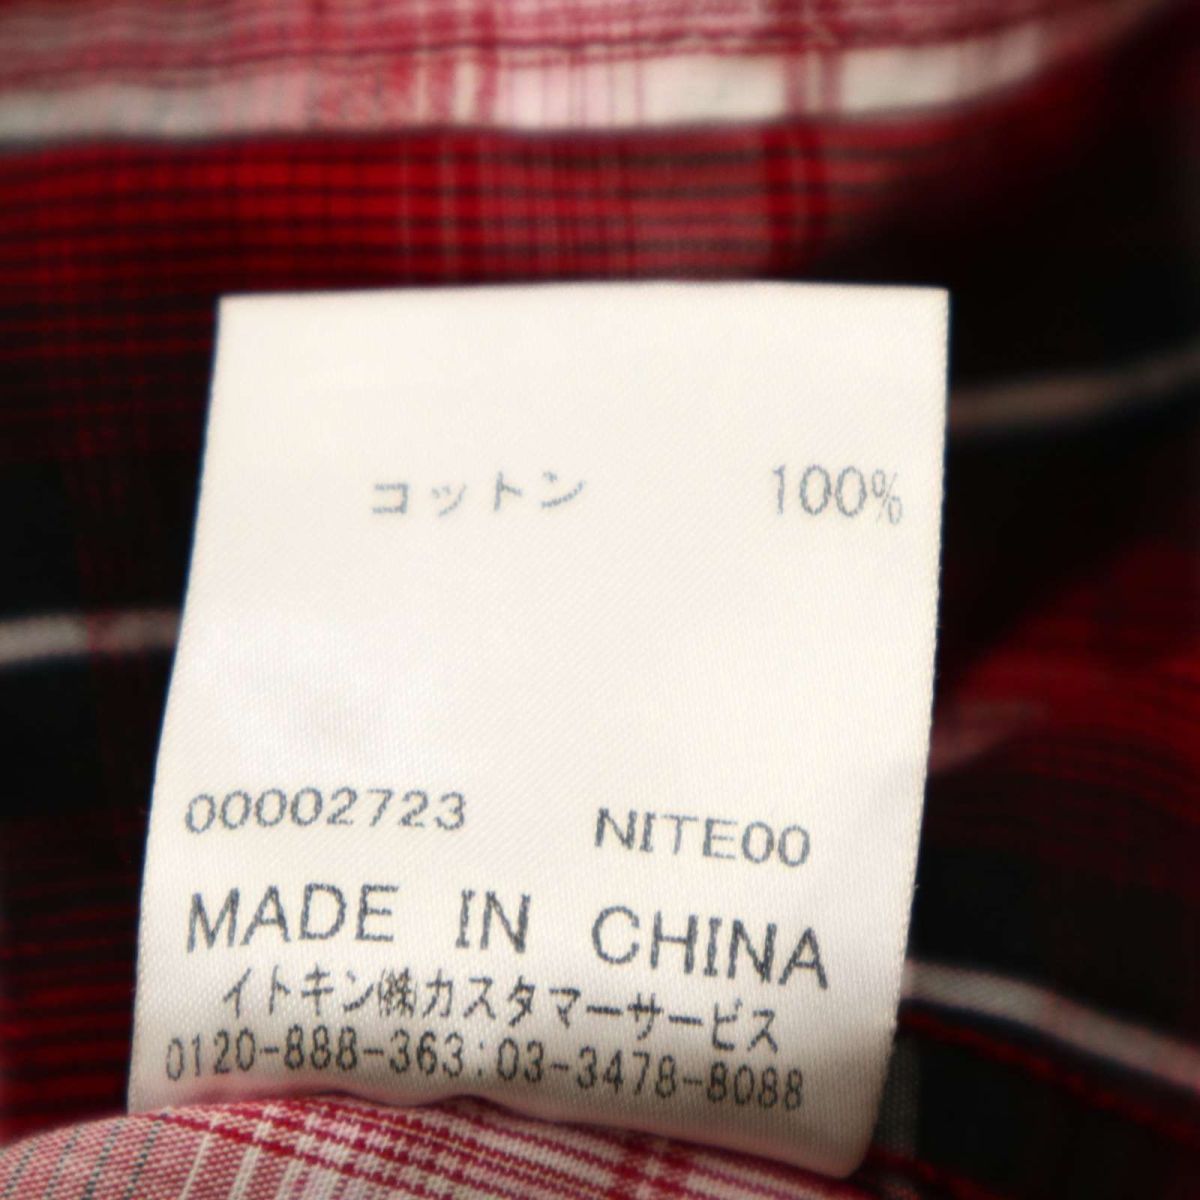 コットン 100%
00002723 NITE00
MADE IN CHINA
イトキン㈱カスタマーサービス
0120-888-363:03-3478-8088